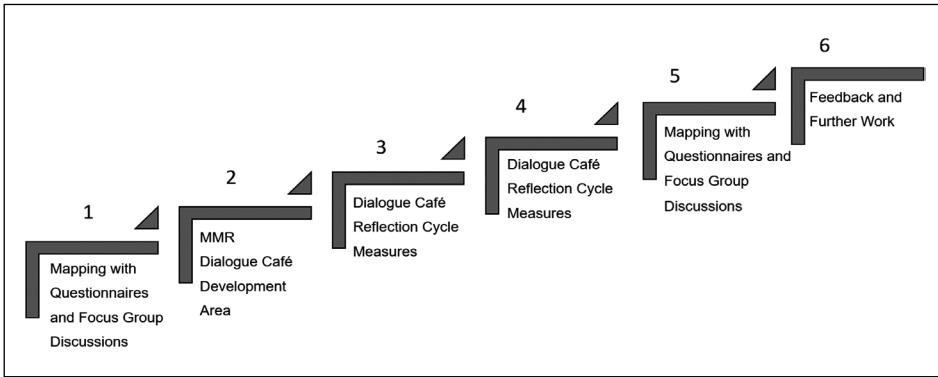 1
Mapping with
Questionnaires
and Focus Group
Discussions
2
MMR
Dialogue Café
Development
Area
3
Dialogue Café
Reflection Cycle
Measures
4
Dialogue Café
Reflection Cycle
Measures
5
Mapping with
Questionnaires and
Focus Group
Discussions
6
Feedback and
Further Work